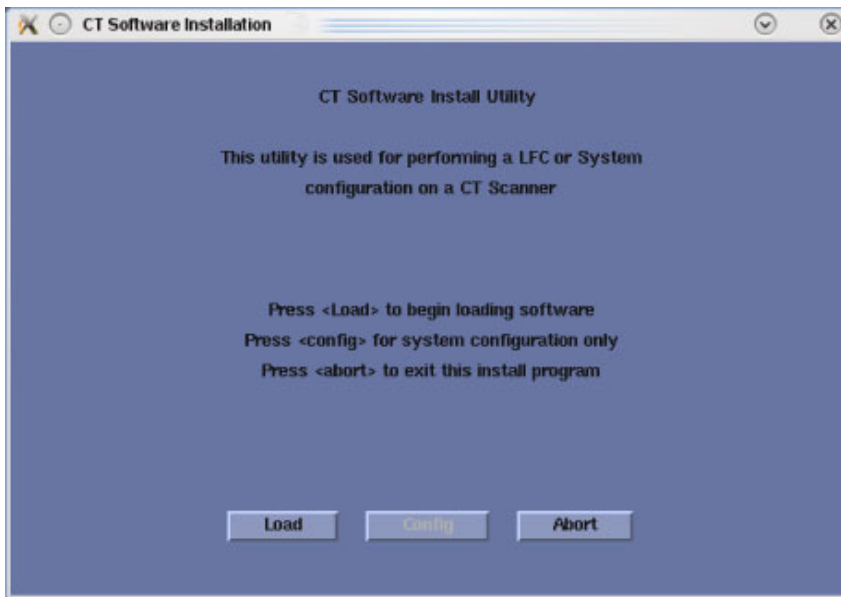 CT Software Installation
CT Software Install Utility
This utility is used for performing a LFC or System
configuration on a CT Scanner
Press <Load> to begin loading software
Press <config> for system configuration only
Press <abort> to exit this install program
Load Config Abort